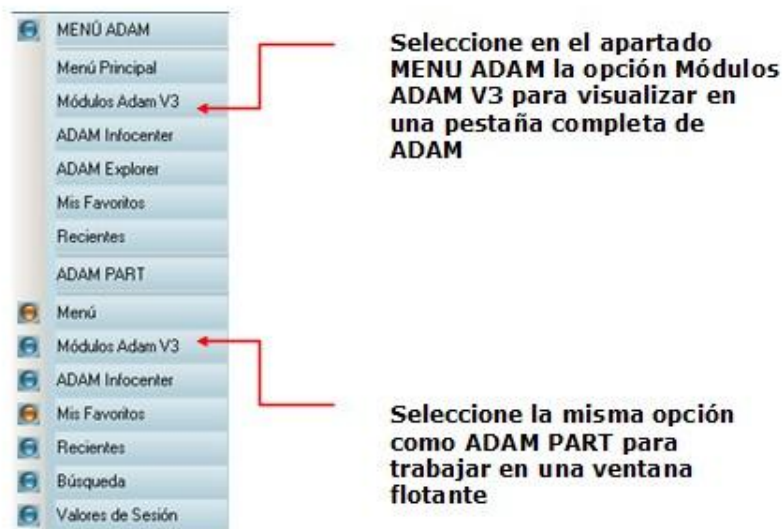 MENÚ ADAM
Menú Principal
Módulos Adam V3
ADAM Infocenter
ADAM Explorer
Mis Favoritos
Recientes
ADAM PART
Menú
Módulos Adam V3
ADAM Infocenter
Mis Favoritos
Recientes
Búsqueda
Valores de Sesión
Seleccione en el apartado
MENU ADAM la opción Módulos
ADAM V3 para visualizar en
una pestaña completa de
ADAM
Seleccione la misma opción
como ADAM PART para
trabajar en una ventana
flotante